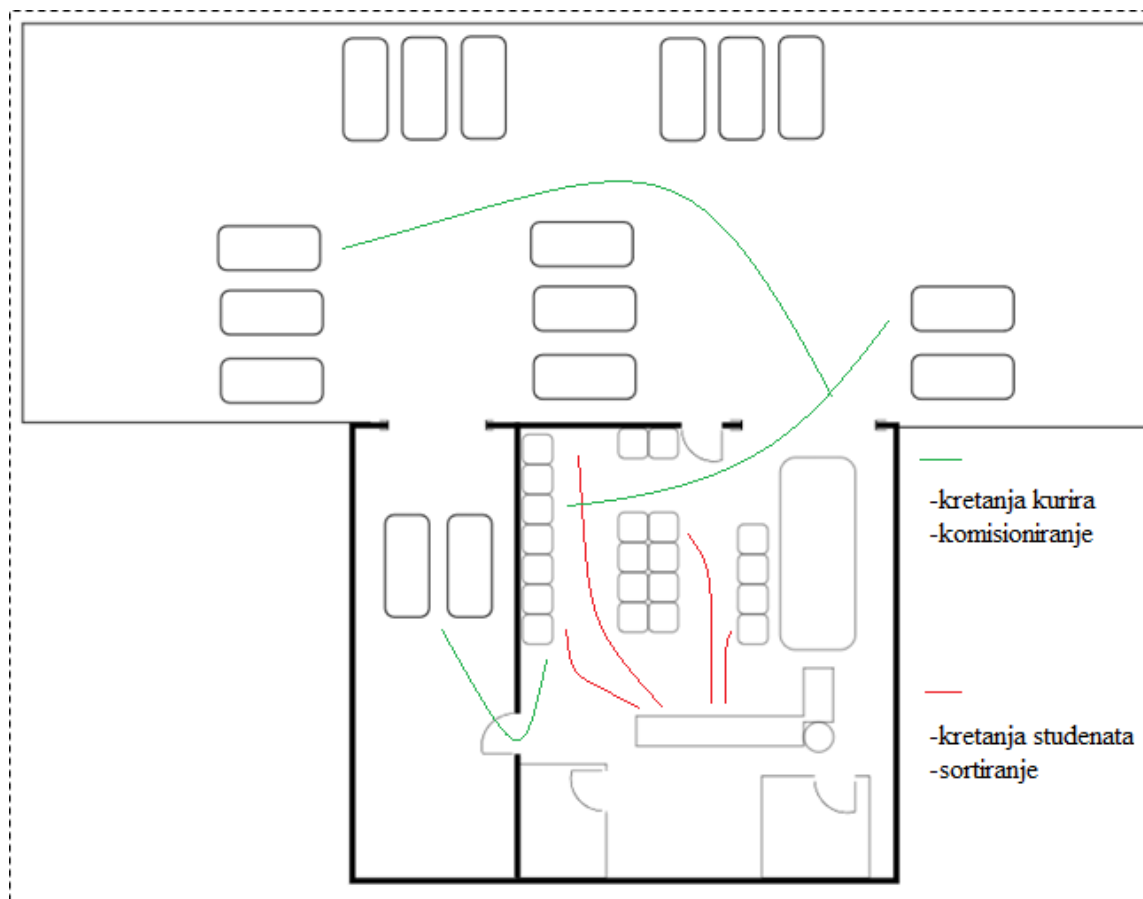 -kretanja kurira
-komisioniranje
-kretanja studenata
-sortiranje